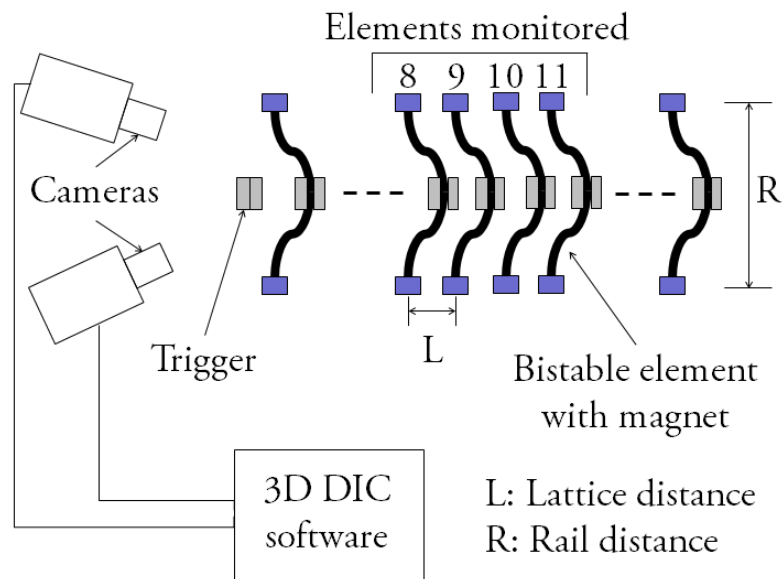 Elements monitored
8 9 10 11
Cameras
R
Trigger
L
Bistable element
with magnet
3D DIC
software
L: Lattice distance
R: Rail distance